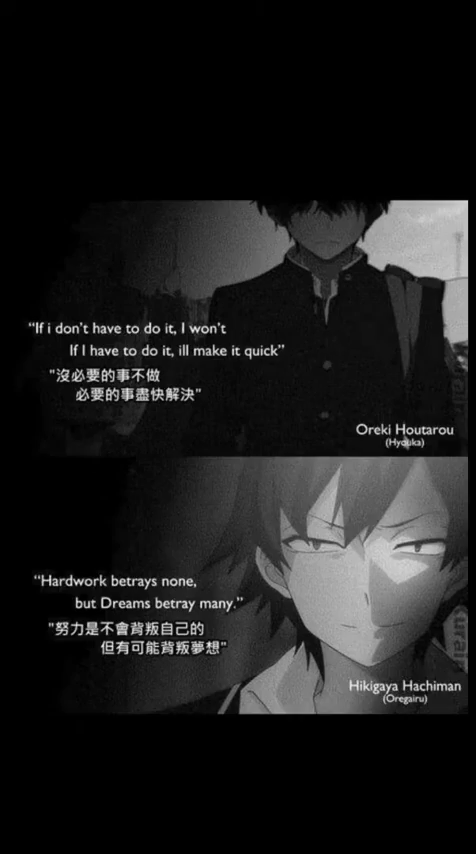 “If i don't have to do it, I won't
If I have to do it, ill make it quick”
"沒必要的事不做
必要的事盡快解決"
Oreki Houtarou
(Hyouka)
“Hardwork betrays none,
but Dreams betray many.”
"努力是不會背叛自己的
但有可能背叛夢想"
Hikigaya Hachiman
(Oregairu)